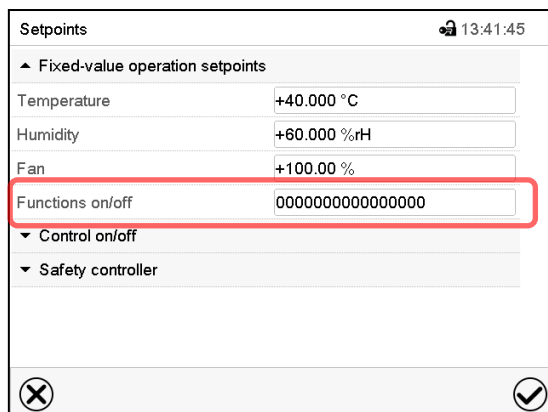 Setpoints 13:41:45
Fixed-value operation setpoints
Temperature +40.000 °C
Humidity +60.000 %rH
Fan +100.00 %
Functions on/off 0000000000000000
Control on/off
Safety controller